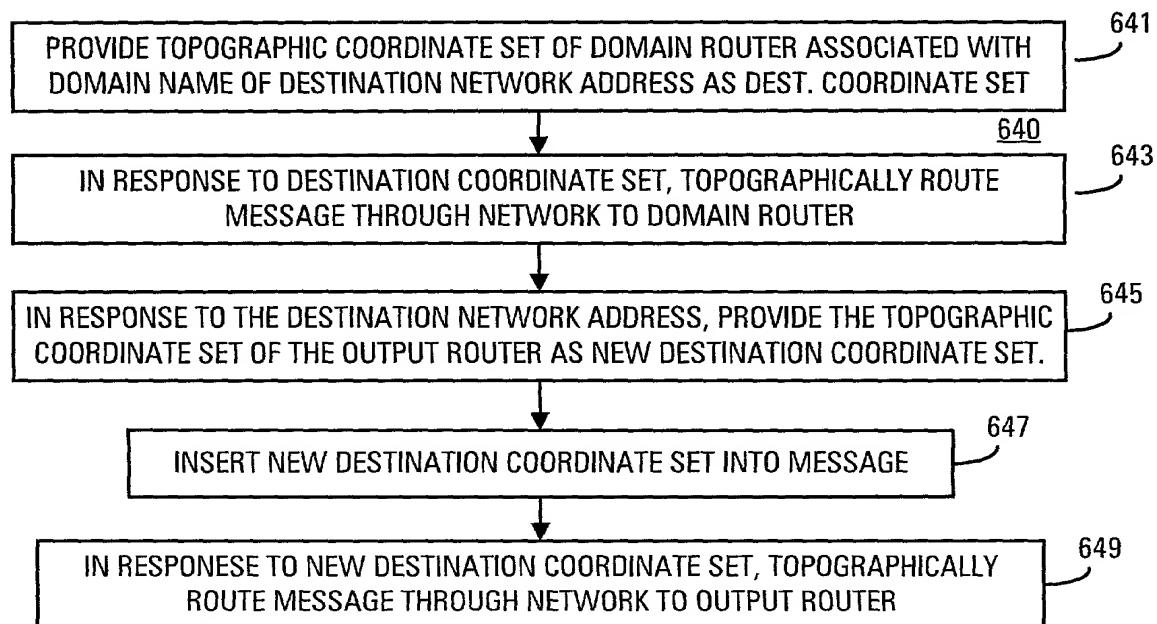 641
PROVIDE TOPOGRAPHIC COORDINATE SET OF DOMAIN ROUTER ASSOCIATED WITH
DOMAIN NAME OF DESTINATION NETWORK ADDRESS AS DEST. COORDINATE SET
640
643
IN RESPONSE TO DESTINATION COORDINATE SET, TOPOGRAPHICALLY ROUTE
MESSAGE THROUGH NETWORK TO DOMAIN ROUTER
645
IN RESPONSE TO THE DESTINATION NETWORK ADDRESS, PROVIDE THE TOPOGRAPHIC
COORDINATE SET OF THE OUTPUT ROUTER AS NEW DESTINATION COORDINATE SET.
647
INSERT NEW DESTINATION COORDINATE SET INTO MESSAGE
649
IN RESPONESE TO NEW DESTINATION COORDINATE SET, TOPOGRAPHICALLY
ROUTE MESSAGE THROUGH NETWORK TO OUTPUT ROUTER